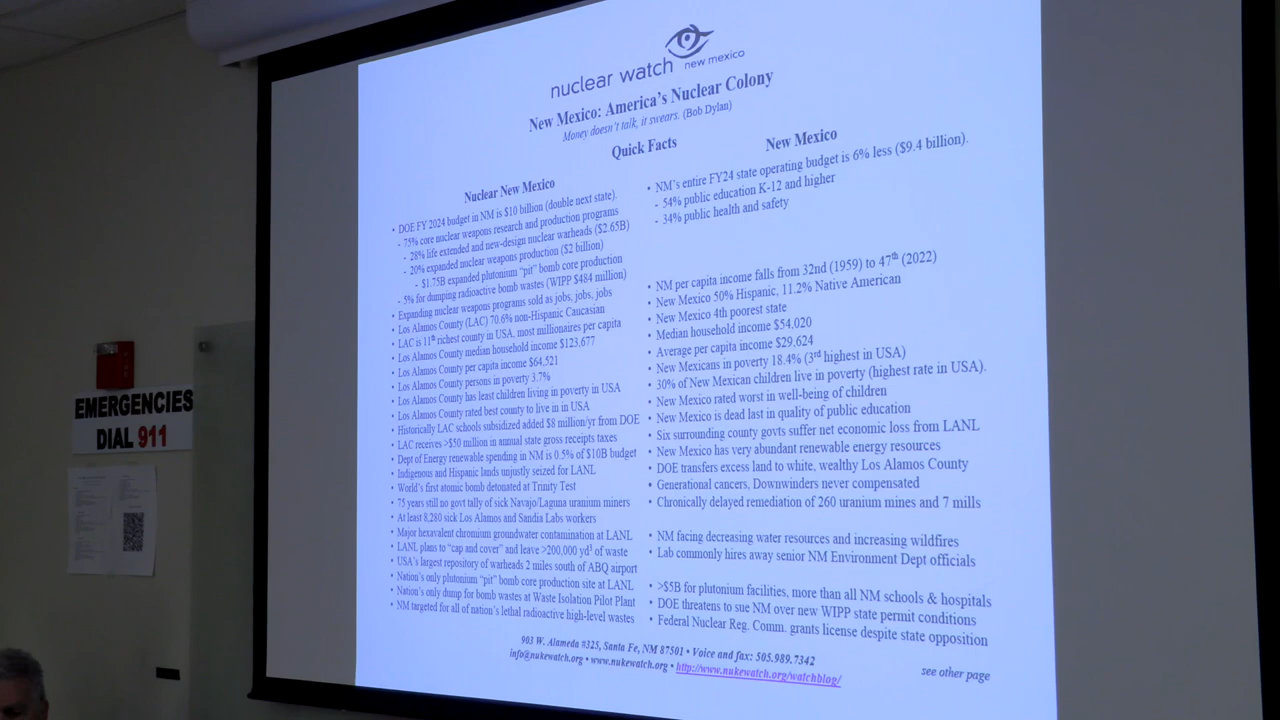 nuclear watch new mexico
New Mexico: America's Nuclear Colony
Money doesn't talk, it swears. (Bob Dylan)
Quick Facts
Nuclear New Mexico
• DOE FY 2024 budget in NM is $10 billion (double next state).
- 75% core nuclear weapons research and production programs
- 28% life extended and new-design nuclear warheads ($2.65B)
- 20% expanded nuclear weapons production ($2 billion)
- $1.75B expanded plutonium "pit" bomb core production
- 5% for dumping radioactive bomb wastes (WIPP $484 million)
• Expanding nuclear weapons programs sold as jobs, jobs, jobs
• Los Alamos County (LAC) 70.6% non-Hispanic Caucasian
• LAC is 11th richest county in USA, most millionaires per capita
• Los Alamos County median household income $123,677
• Los Alamos County per capita income $64,521
• Los Alamos County persons in poverty 3.7%
• Los Alamos County has least children living in poverty in USA
• Los Alamos County rated best county to live in in USA
• Historically LAC schools subsidized added $8 million/yr from DOE
• LAC receives >$50 million in annual state gross receipts taxes
• Dept of Energy renewable spending in NM is 0.5% of $10B budget
• Indigenous and Hispanic lands unjustly seized for LANL
• World's first atomic bomb detonated at Trinity Test
• 75 years still no govt tally of sick Navajo/Laguna uranium miners
• At least 8,280 sick Los Alamos and Sandia Labs workers
• Major hexavalent chromium groundwater contamination at LANL
• LANL plans to "cap and cover" and leave >200,000 yd³ of waste
• USA's largest repository of warheads 2 miles south of ABQ airport
• Nation's only plutonium "pit" bomb core production site at LANL
• Nation's only dump for bomb wastes at Waste Isolation Pilot Plant
• NM targeted for all of nation's lethal radioactive high-level wastes
New Mexico
• NM's entire FY24 state operating budget is 6% less ($9.4 billion).
- 54% public education K-12 and higher
- 34% public health and safety
• NM per capita income falls from 32nd (1959) to 47th (2022)
• New Mexico 50% Hispanic, 11.2% Native American
• New Mexico 4th poorest state
• Median household income $54,020
• Average per capita income $29,624
• New Mexicans in poverty 18.4% (3rd highest in USA)
• 30% of New Mexican children live in poverty (highest rate in USA).
• New Mexico rated worst in well-being of children
• New Mexico is dead last in quality of public education
• Six surrounding county govts suffer net economic loss from LANL
• New Mexico has very abundant renewable energy resources
• DOE transfers excess land to white, wealthy Los Alamos County
• Generational cancers, Downwinders never compensated
• Chronically delayed remediation of 260 uranium mines and 7 mills
• NM facing decreasing water resources and increasing wildfires
• Lab commonly hires away senior NM Environment Dept officials
• >$5B for plutonium facilities, more than all NM schools & hospitals
• DOE threatens to sue NM over new WIPP state permit conditions
• Federal Nuclear Reg. Comm. grants license despite state opposition
903 W. Alameda #325, Santa Fe, NM 87501 • Voice and fax: 505.989.7342
info@nukewatch.org • www.nukewatch.org • http://www.nukewatch.org/watchblog/
see other page
EMERGENCIES
DIAL 911